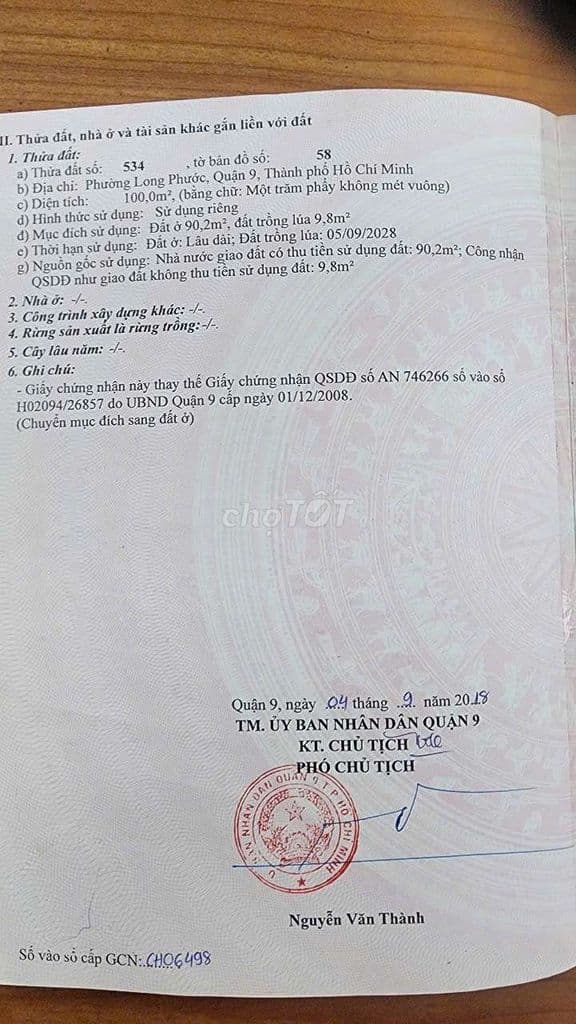 II. Thửa đất, nhà ở và tài sản khác gắn liền với đất
1. Thửa đất:
a) Thửa đất số: 534 , tờ bản đồ số: 58
b) Địa chỉ: Phường Long Phước, Quận 9, Thành phố Hồ Chí Minh
c) Diện tích: 100,0m², (bằng chữ: Một trăm phẩy không mét vuông)
d) Hình thức sử dụng: Sử dụng riêng
đ) Mục đích sử dụng: Đất ở 90,2m², đất trồng lúa 9,8m²
e) Thời hạn sử dụng: Đất ở: Lâu dài; Đất trồng lúa: 05/09/2028
g) Nguồn gốc sử dụng: Nhà nước giao đất có thu tiền sử dụng đất: 90,2m²; Công nhận
QSDĐ như giao đất không thu tiền sử dụng đất: 9,8m²
2. Nhà ở: -/-.
3. Công trình xây dựng khác: -/-.
4. Rừng sản xuất là rừng trồng:-/-.
5. Cây lâu năm: -/-.
6. Ghi chú:
- Giấy chứng nhận này thay thế Giấy chứng nhận QSDĐ số AN 746266 số vào sổ
H02094/26857 do UBND Quận 9 cấp ngày 01/12/2008.
(Chuyển mục đích sang đất ở)
chợTỐT
Quận 9, ngày .04 tháng ..9. năm 2018
TM. ỦY BAN NHÂN DÂN QUẬN 9
KT. CHỦ TỊCH
PHÓ CHỦ TỊCH
U. BAN NHÂN DÂN QUẬN 9 T.P HỒ CHÍ MINH
Nguyễn Văn Thành
Số vào sổ cấp GCN:.CH06498